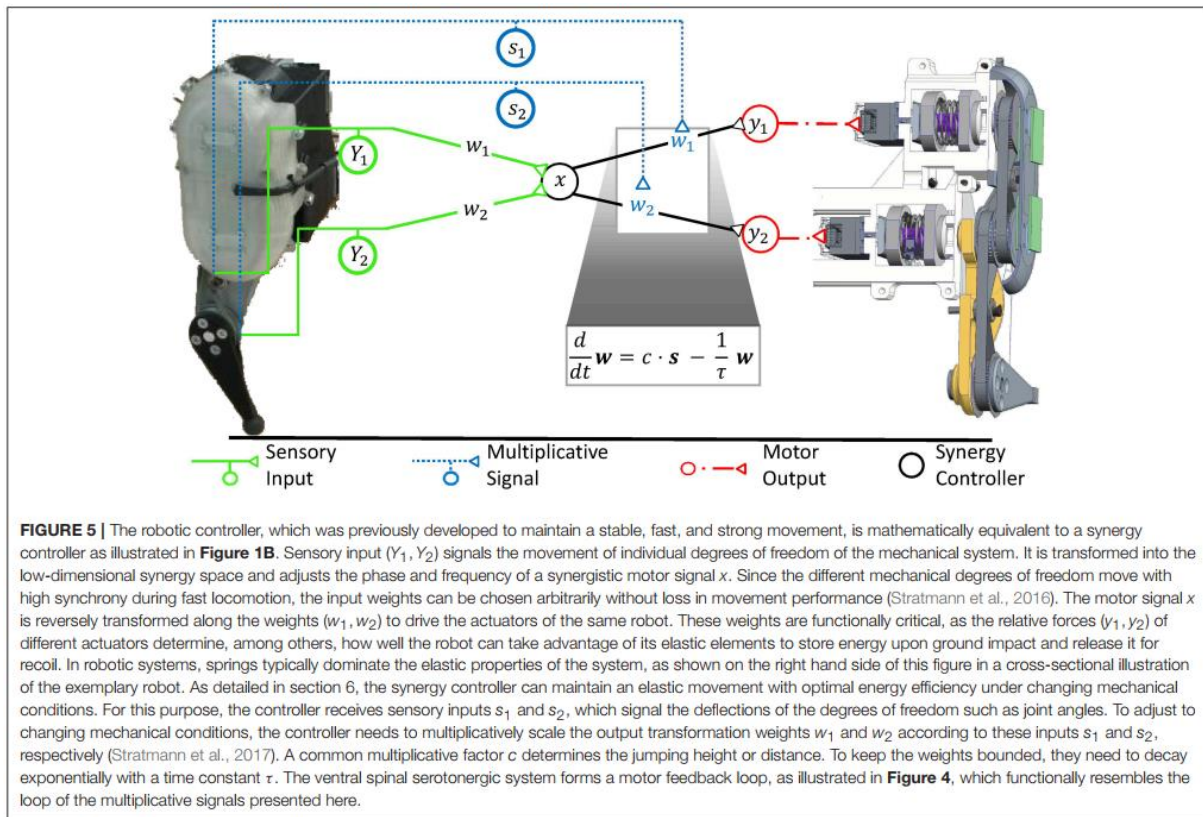 s₁
s₂
Y₁
w₁
x
w₁
y₁
w₂
w₂
Y₂
y₂
d/dt w = c · s − 1/τ w
Sensory Input
Multiplicative Signal
Motor Output
Synergy Controller
FIGURE 5 | The robotic controller, which was previously developed to maintain a stable, fast, and strong movement, is mathematically equivalent to a synergy
controller as illustrated in Figure 1B. Sensory input (Y₁, Y₂) signals the movement of individual degrees of freedom of the mechanical system. It is transformed into the
low-dimensional synergy space and adjusts the phase and frequency of a synergistic motor signal x. Since the different mechanical degrees of freedom move with
high synchrony during fast locomotion, the input weights can be chosen arbitrarily without loss in movement performance (Stratmann et al., 2016). The motor signal x
is reversely transformed along the weights (w₁, w₂) to drive the actuators of the same robot. These weights are functionally critical, as the relative forces (y₁, y₂) of
different actuators determine, among others, how well the robot can take advantage of its elastic elements to store energy upon ground impact and release it for
recoil. In robotic systems, springs typically dominate the elastic properties of the system, as shown on the right hand side of this figure in a cross-sectional illustration
of the exemplary robot. As detailed in section 6, the synergy controller can maintain an elastic movement with optimal energy efficiency under changing mechanical
conditions. For this purpose, the controller receives sensory inputs s₁ and s₂, which signal the deflections of the degrees of freedom such as joint angles. To adjust to
changing mechanical conditions, the controller needs to multiplicatively scale the output transformation weights w₁ and w₂ according to these inputs s₁ and s₂,
respectively (Stratmann et al., 2017). A common multiplicative factor c determines the jumping height or distance. To keep the weights bounded, they need to decay
exponentially with a time constant τ. The ventral spinal serotonergic system forms a motor feedback loop, as illustrated in Figure 4, which functionally resembles the
loop of the multiplicative signals presented here.